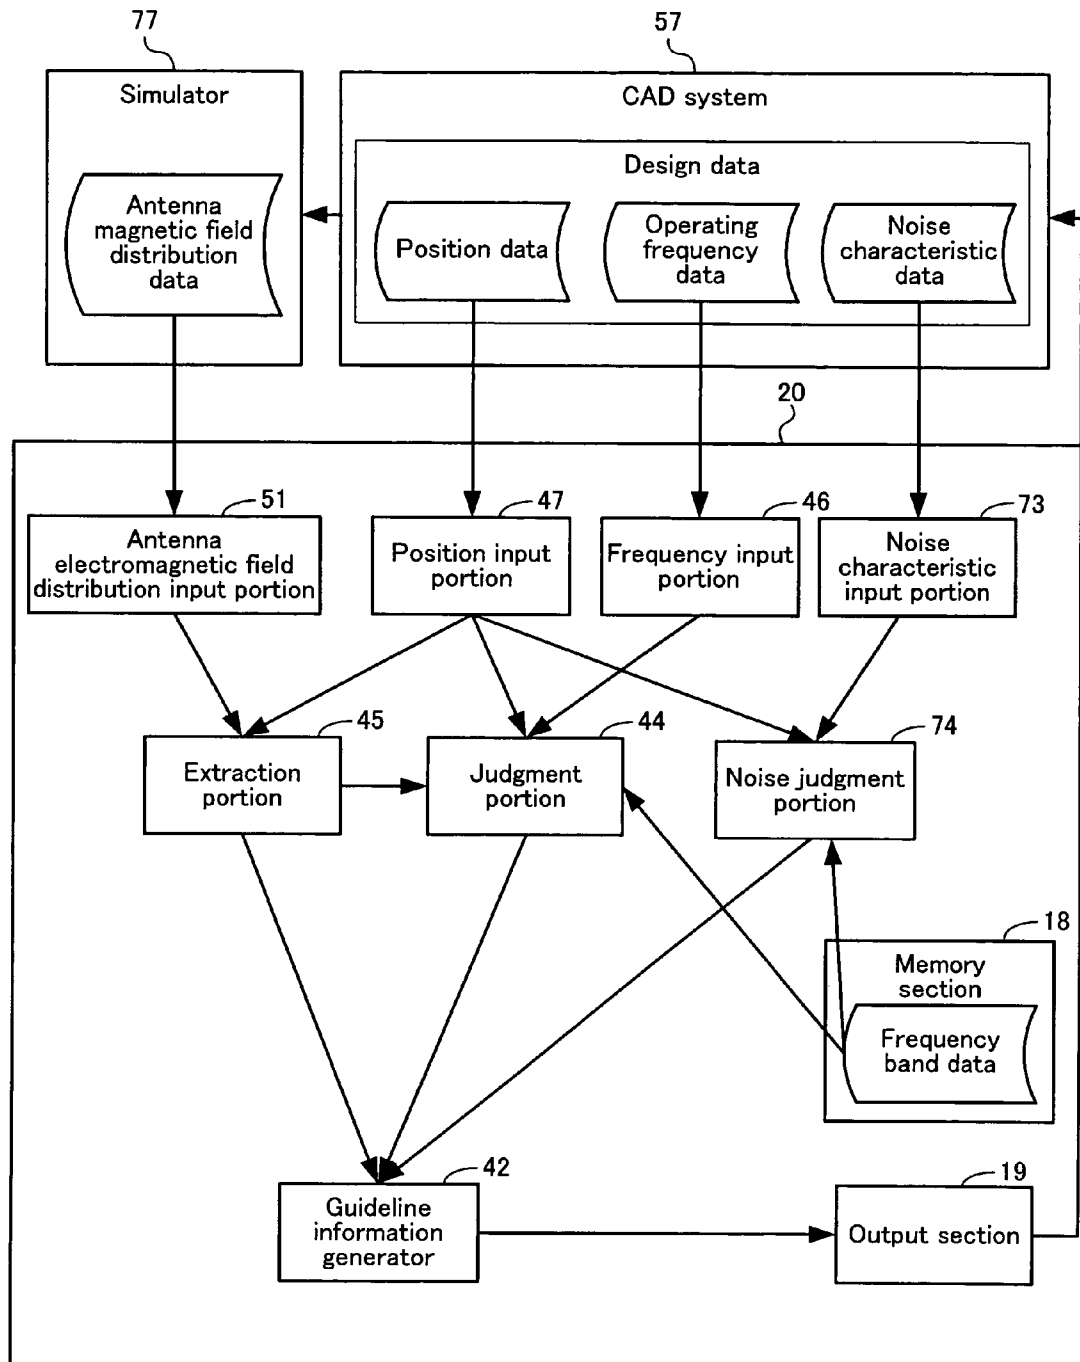 77
57
Simulator
CAD system
Design data
Antenna
magnetic field
distribution
data
Position data
Operating
frequency
data
Noise
characteristic
data
20
51
47
46
73
Antenna
electromagnetic field
distribution input portion
Position input
portion
Frequency input
portion
Noise
characteristic
input portion
45
44
74
Extraction
portion
Judgment
portion
Noise judgment
portion
18
Memory
section
Frequency
band data
42
19
Guideline
information
generator
Output section